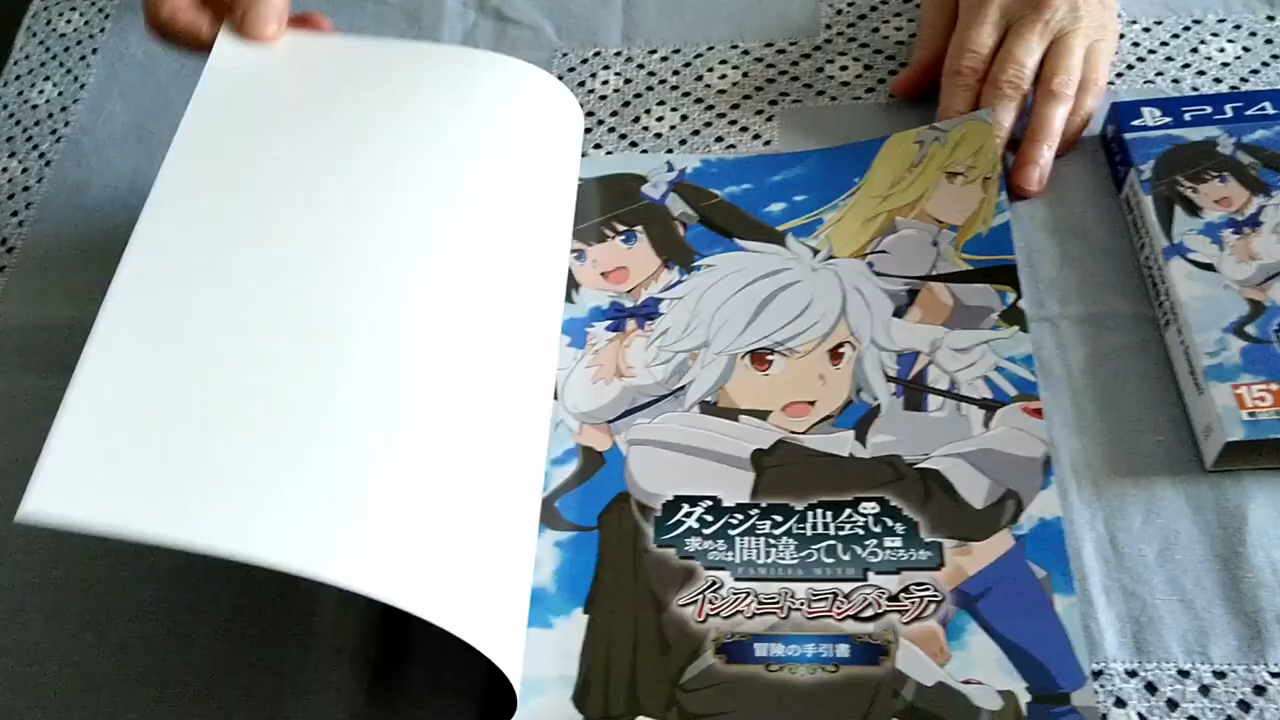 PS4
ダンジョンに出会いを
求めるのは間違っているだろうか
FAMILIA MYTH
インフィニト・コンバーテ
冒険の手引書
15+